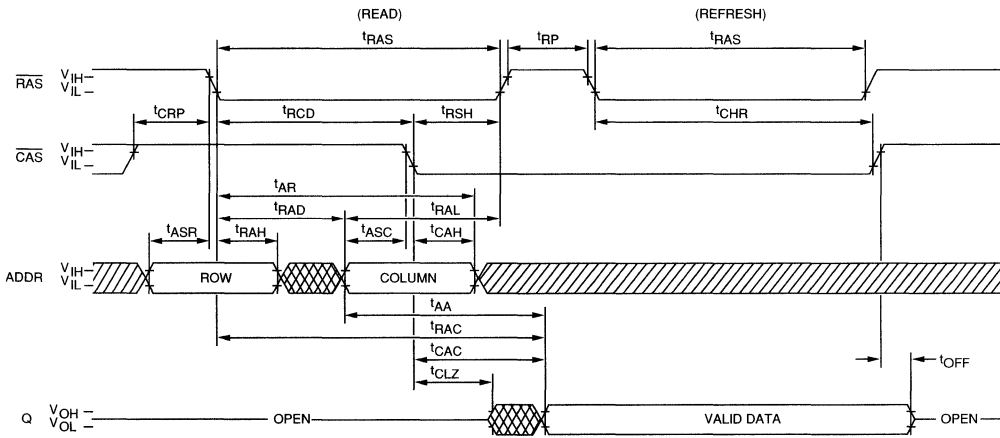 (READ) (REFRESH)
tRAS tRP tRAS
RAS VIH VIL
tCRP tRCD tRSH tCHR
CAS VIH VIL
tAR
tRAD tRAL
tASR tRAH tASC tCAH
ADDR VIH VIL ROW COLUMN
tAA
tRAC
tCAC
tOFF
tCLZ
Q VOH VOL OPEN VALID DATA OPEN